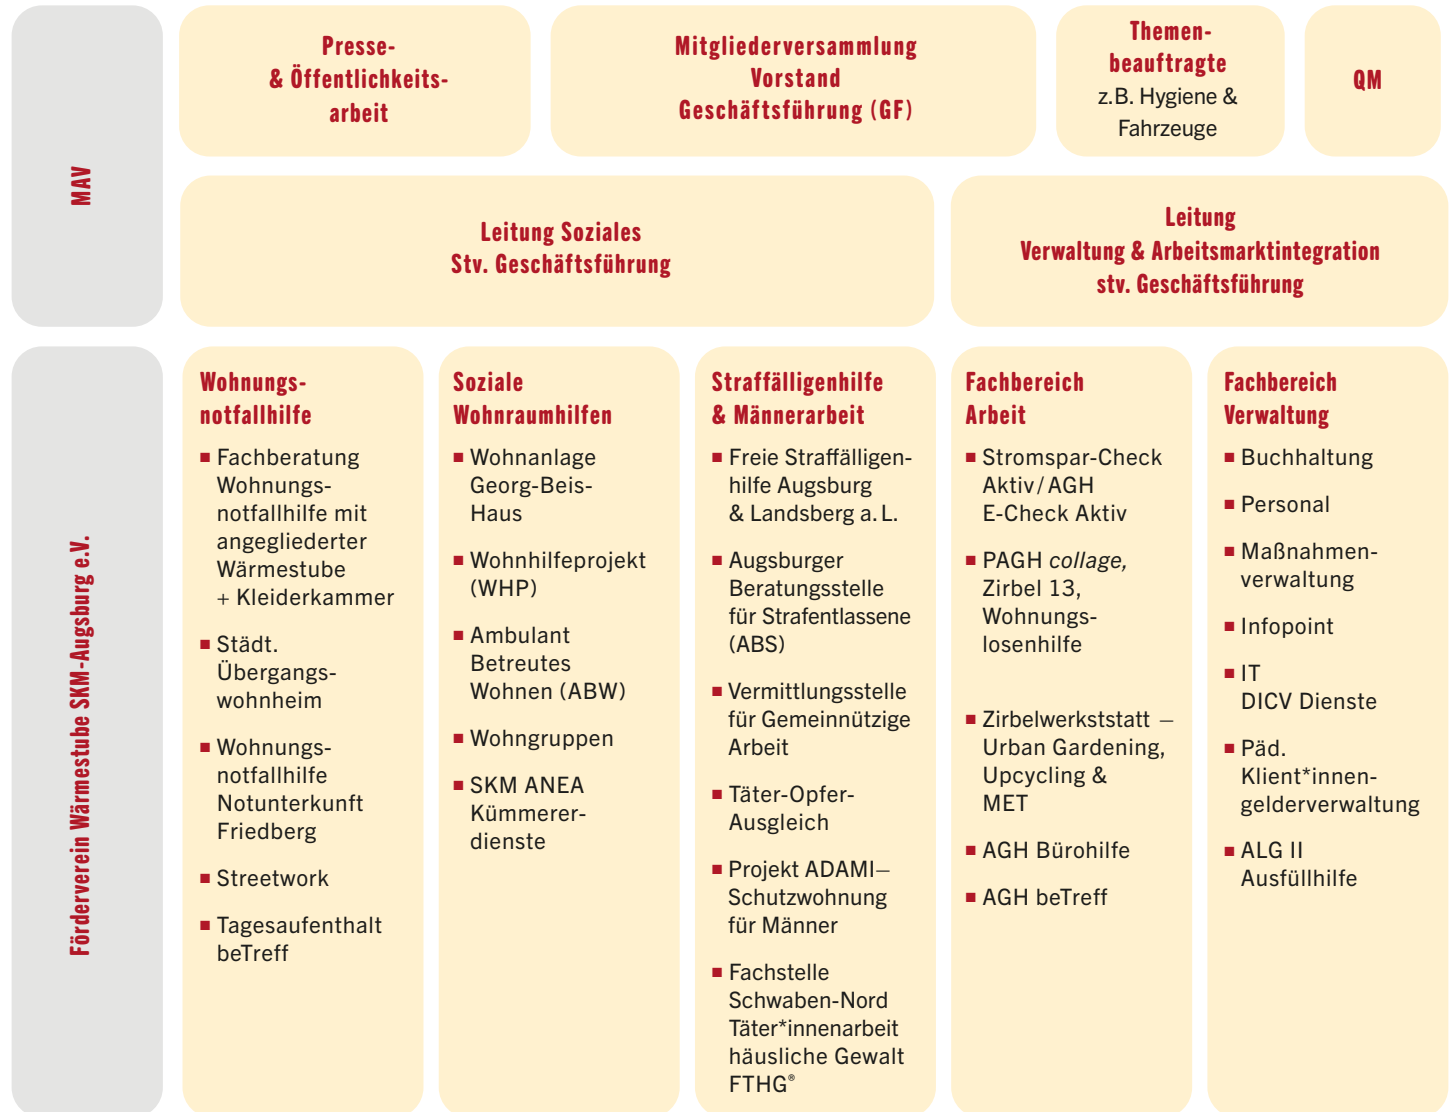 MAV
Presse-
& Öffentlichkeits-
arbeit
Mitgliederversammlung
Vorstand
Geschäftsführung (GF)
Themen-
beauftragte
z.B. Hygiene &
Fahrzeuge
QM
Leitung Soziales
Stv. Geschäftsführung
Leitung
Verwaltung & Arbeitsmarktintegration
stv. Geschäftsführung
Förderverein Wärmestube SKM-Augsburg e.V.
Wohnungs-
notfallhilfe
■ Fachberatung
Wohnungs-
notfallhilfe mit
angegliederter
Wärmestube
+ Kleiderkammer
■ Städt.
Übergangs-
wohnheim
■ Wohnungs-
notfallhilfe
Notunterkunft
Friedberg
■ Streetwork
■ Tagesaufenthalt
beTreff
Soziale
Wohnraumhilfen
■ Wohnanlage
Georg-Beis-
Haus
■ Wohnhilfeprojekt
(WHP)
■ Ambulant
Betreutes
Wohnen (ABW)
■ Wohngruppen
■ SKM ANEA
Kümmerer-
dienste
Straffälligenhilfe
& Männerarbeit
■ Freie Straffälligen-
hilfe Augsburg
& Landsberg a. L.
■ Augsburger
Beratungsstelle
für Strafentlassene
(ABS)
■ Vermittlungsstelle
für Gemeinnützige
Arbeit
■ Täter-Opfer-
Ausgleich
■ Projekt ADAMI–
Schutzwohnung
für Männer
■ Fachstelle
Schwaben-Nord
Täter*innenarbeit
häusliche Gewalt
FTHG®
Fachbereich
Arbeit
■ Stromspar-Check
Aktiv/AGH
E-Check Aktiv
■ PAGH collage,
Zirbel 13,
Wohnungs-
losenhilfe
■ Zirbelwerkststatt –
Urban Gardening,
Upcycling &
MET
■ AGH Bürohilfe
■ AGH beTreff
Fachbereich
Verwaltung
■ Buchhaltung
■ Personal
■ Maßnahmen-
verwaltung
■ Infopoint
■ IT
DICV Dienste
■ Päd.
Klient*innen-
gelderverwaltung
■ ALG II
Ausfüllhilfe